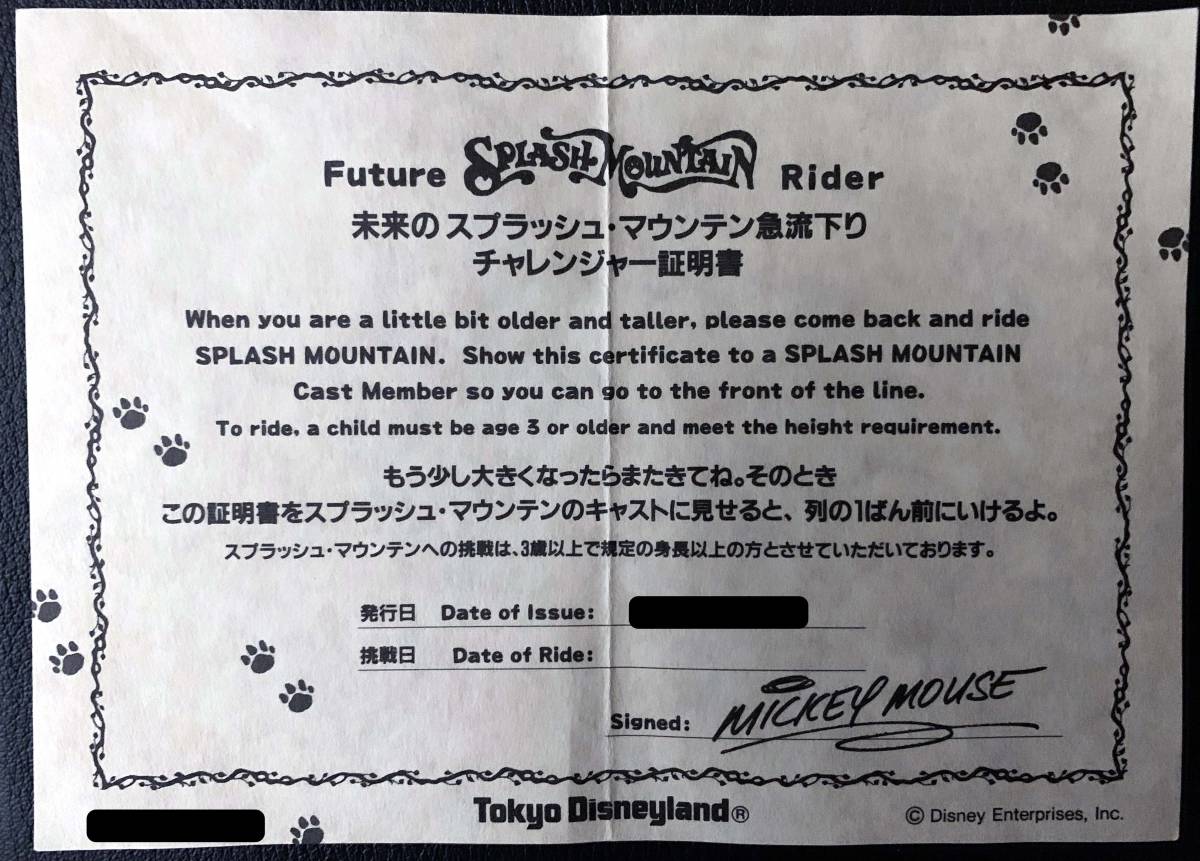 Future SPLASH MOUNTAIN Rider
未来のスプラッシュ・マウンテン急流下り
チャレンジャー証明書
When you are a little bit older and taller, please come back and ride
SPLASH MOUNTAIN. Show this certificate to a SPLASH MOUNTAIN
Cast Member so you can go to the front of the line.
To ride, a child must be age 3 or older and meet the height requirement.
もう少し大きくなったらまたきてね。そのとき
この証明書をスプラッシュ・マウンテンのキャストに見せると、列の1ばん前にいけるよ。
スプラッシュ・マウンテンへの挑戦は、3歳以上で規定の身長以上の方とさせていただいております。
発行日 Date of Issue:
挑戦日 Date of Ride:
Signed: MICKEY MOUSE
Tokyo Disneyland®
© Disney Enterprises, Inc.